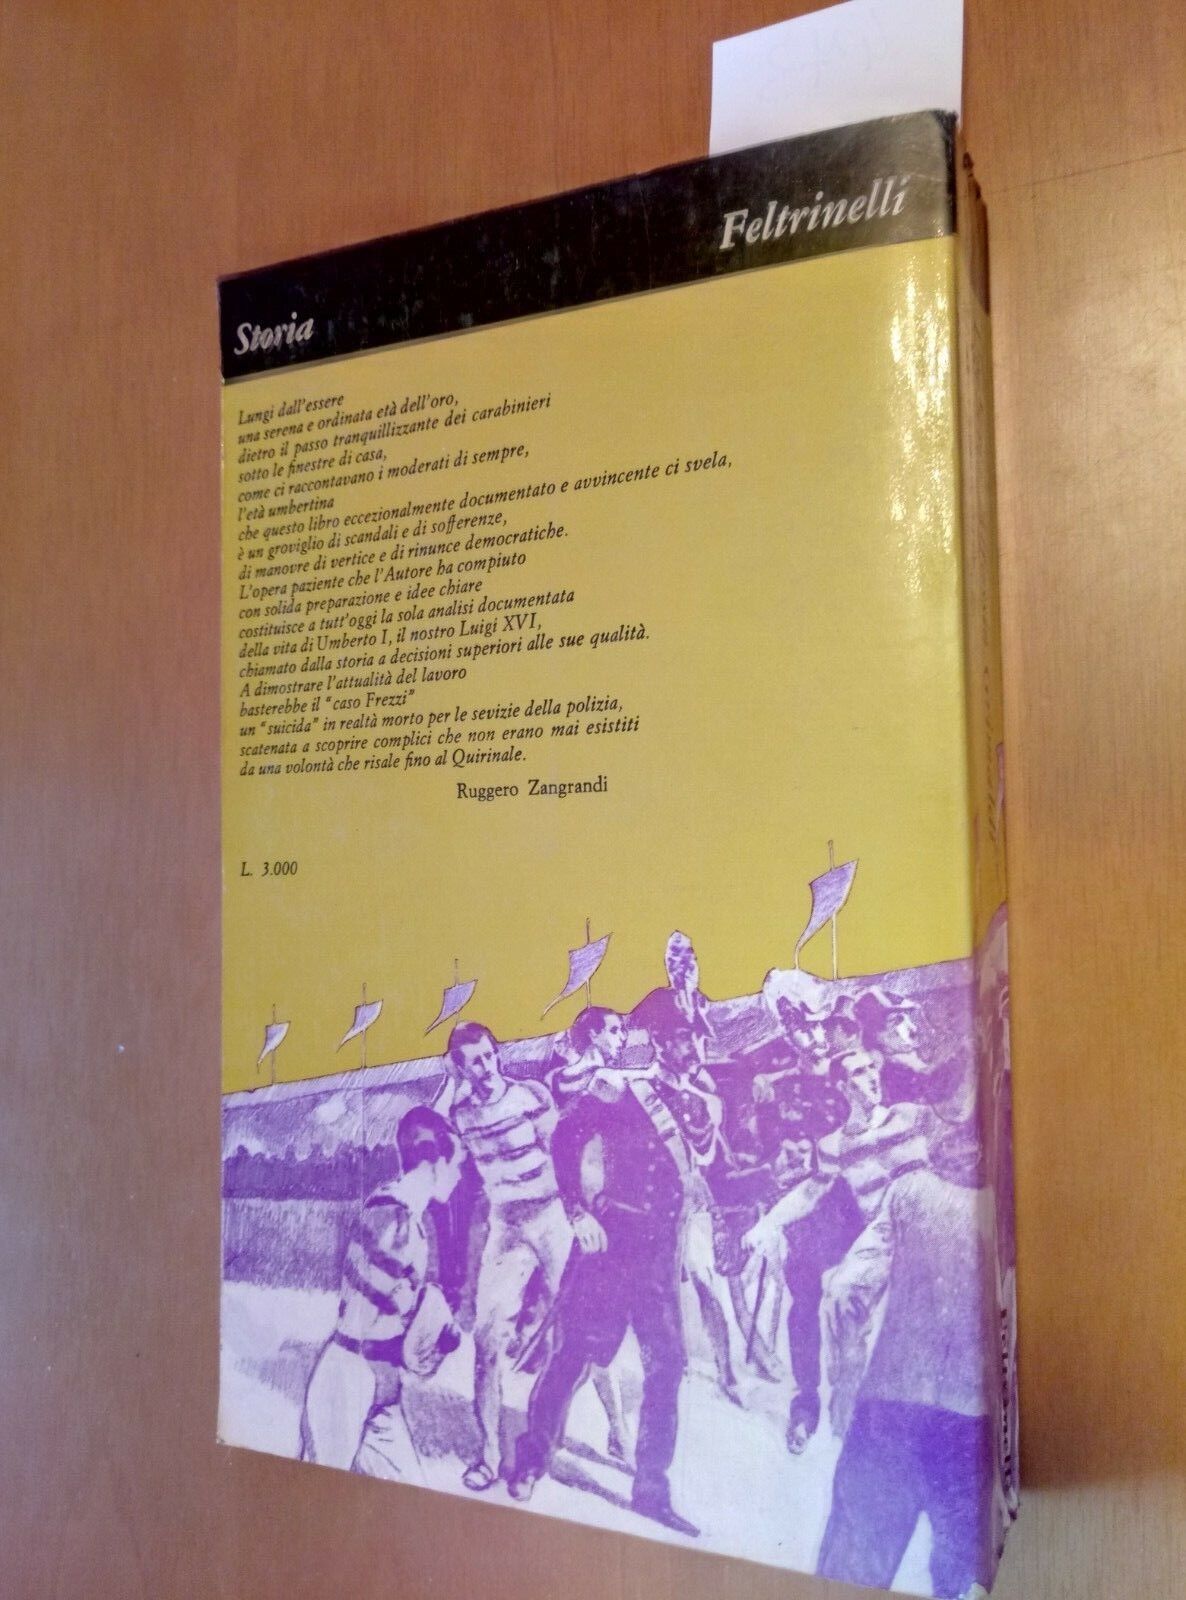 Feltrinelli
Storia
Lungi dall'essere
una serena e ordinata età dell'oro,
dietro il passo tranquillizzante dei carabinieri
sotto le finestre di casa,
come ci raccontavano i moderati di sempre,
l'età umbertina
che questo libro eccezionalmente documentato e avvincente ci svela,
è un groviglio di scandali e di sofferenze,
di manovre di vertice e di rinunce democratiche.
L'opera paziente che l'Autore ha compiuto
con solida preparazione e idee chiare
costituisce a tutt'oggi la sola analisi documentata
della vita di Umberto I, il nostro Luigi XVI,
chiamato dalla storia a decisioni superiori alle sue qualità.
A dimostrare l'attualità del lavoro
basterebbe il "caso Frezzi"
un "suicida" in realtà morto per le sevizie della polizia,
scatenata a scoprire complici che non erano mai esistiti
da una volontà che risale fino al Quirinale.
Ruggero Zangrandi
L. 3.000
Feltrinelli